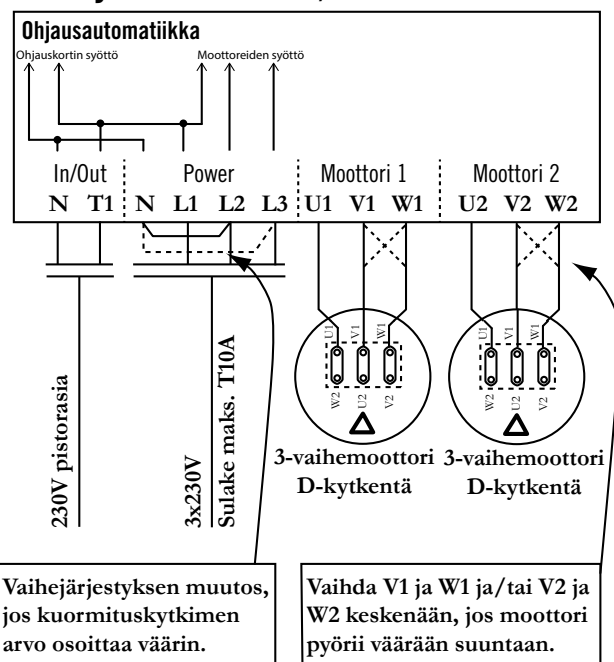 Ohjausautomatiikka
Ohjauskortin syöttö
Moottoreiden syöttö
In/Out
Power
Moottori 1
Moottori 2
N T1 N L1 L2 L3 U1 V1 W1 U2 V2 W2
U1 V1 W1
W2 U2 V2
U1 V1 W1
W2 U2 V2
3-vaihemoottori
D-kytkentä
3-vaihemoottori
D-kytkentä
230V pistorasia
3x230V
Sulake maks. T10A
Vaihejärjestyksen muutos,
jos kuormituskytkimen
arvo osoittaa väärin.
Vaihda V1 ja W1 ja/tai V2 ja
W2 keskenään, jos moottori
pyörii väärään suuntaan.